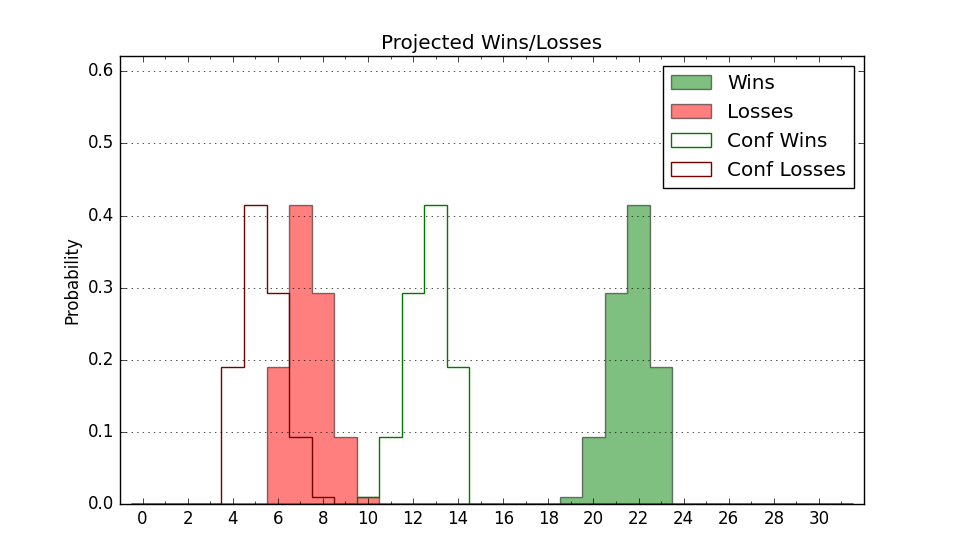 Projected Wins/Losses
0.6
0.5
0.4
0.3
0.2
0.1
0.0
Probability
Wins
Losses
Conf Wins
Conf Losses
0 2 4 6 8 10 12 14 16 18 20 22 24 26 28 30